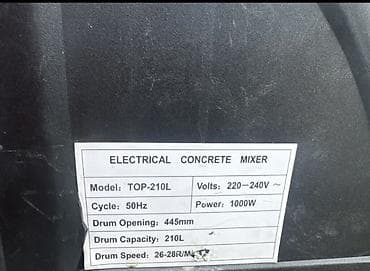 ELECTRICAL CONCRETE MIXER
Model: TOP-210L Volts: 220－240V ～
Cycle: 50Hz Power: 1000W
Drum Opening: 445mm
Drum Capacity: 210L
Drum Speed: 26-28R/M